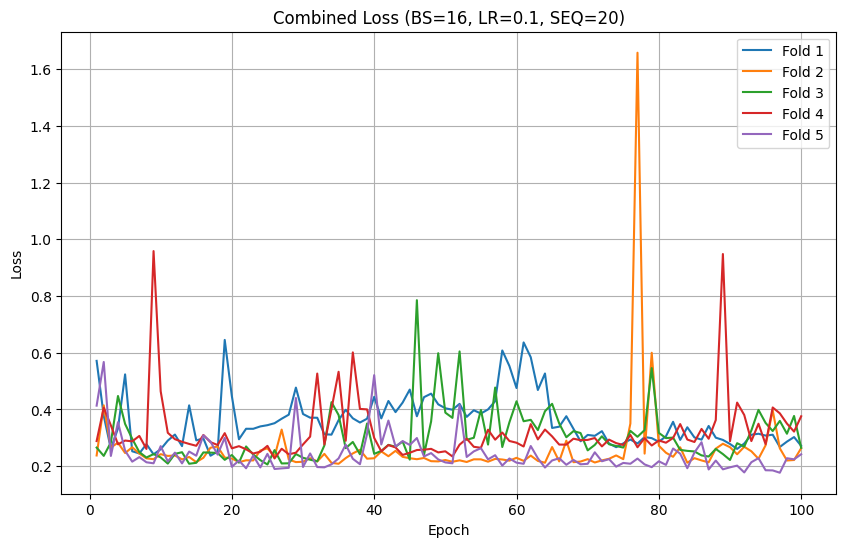 Combined Loss (BS=16, LR=0.1, SEQ=20)
Fold 1
Fold 2
Fold 3
Fold 4
Fold 5
Loss
1.6
1.4
1.2
1.0
0.8
0.6
0.4
0.2
0 20 40 60 80 100
Epoch